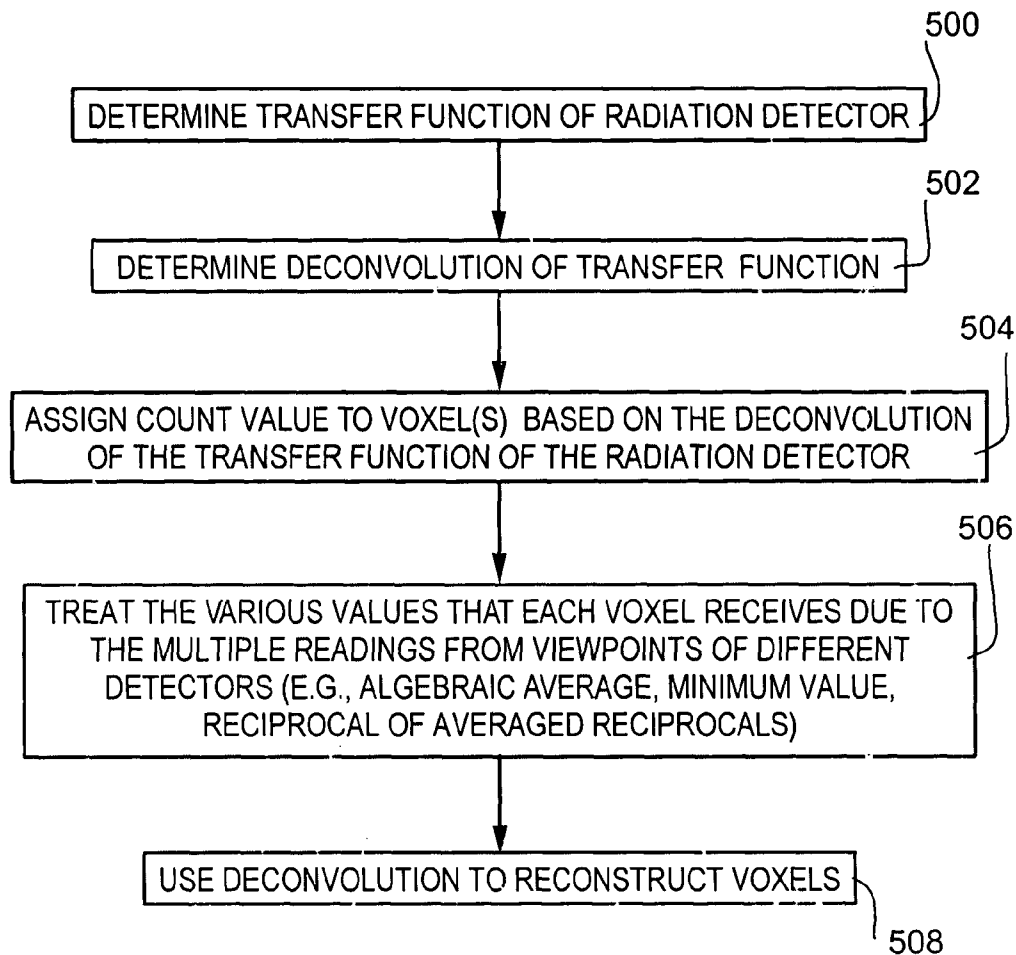 500
DETERMINE TRANSFER FUNCTION OF RADIATION DETECTOR
502
DETERMINE DECONVOLUTION OF TRANSFER FUNCTION
504
ASSIGN COUNT VALUE TO VOXEL(S) BASED ON THE DECONVOLUTION
OF THE TRANSFER FUNCTION OF THE RADIATION DETECTOR
506
TREAT THE VARIOUS VALUES THAT EACH VOXEL RECEIVES DUE TO
THE MULTIPLE READINGS FROM VIEWPOINTS OF DIFFERENT
DETECTORS (E.G., ALGEBRAIC AVERAGE, MINIMUM VALUE,
RECIPROCAL OF AVERAGED RECIPROCALS)
USE DECONVOLUTION TO RECONSTRUCT VOXELS
508